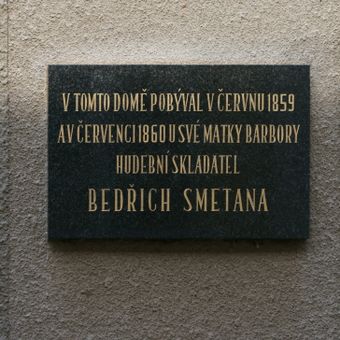 V TOMTO DOMĚ POBÝVAL V ČERVNU 1859
A V ČERVENCI 1860 U SVÉ MATKY BARBORY
HUDEBNÍ SKLADATEL
BEDŘICH SMETANA